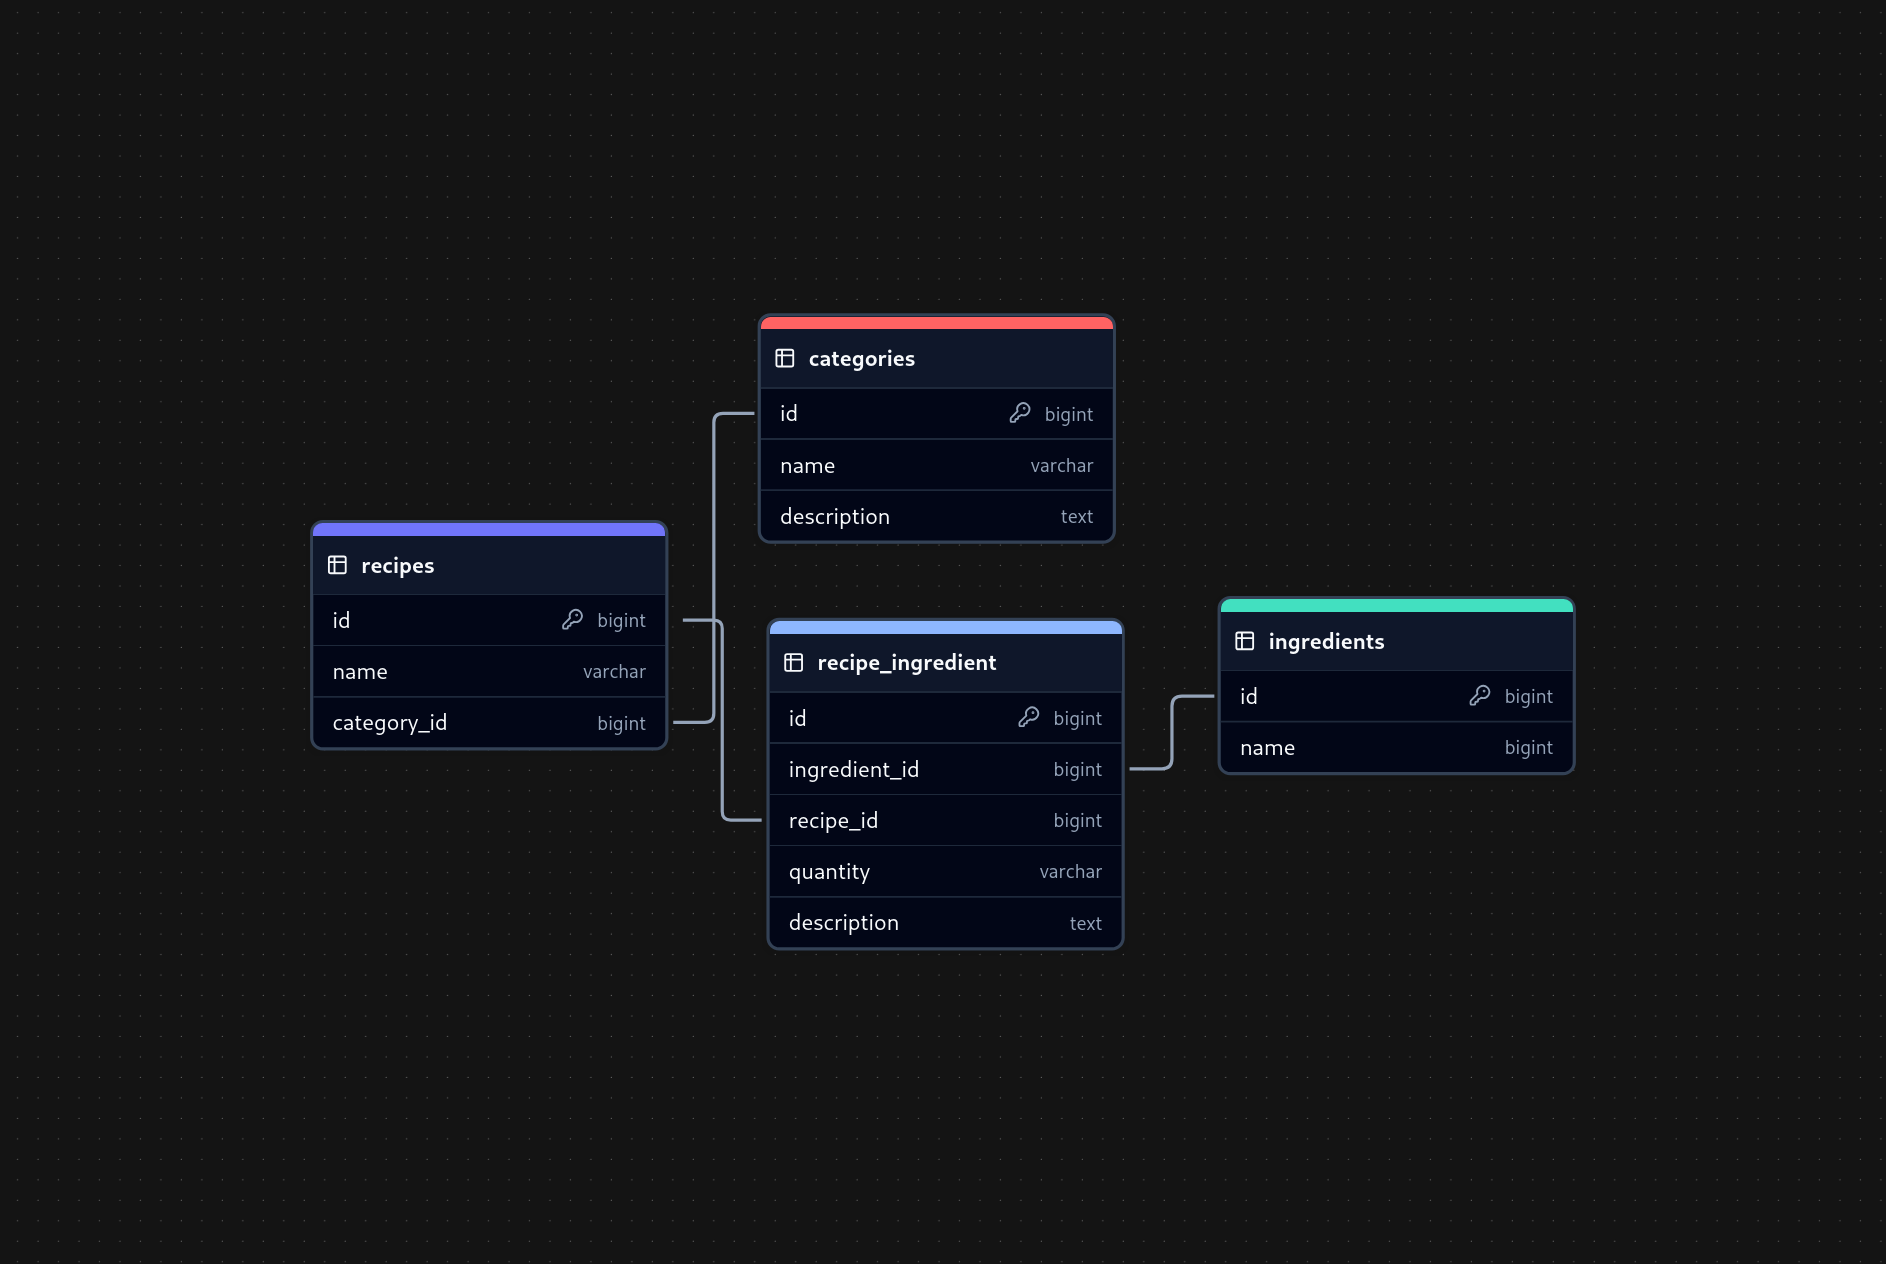 categories
id bigint
name varchar
description text
recipes
id bigint
name varchar
category_id bigint
recipe_ingredient
id bigint
ingredient_id bigint
recipe_id bigint
quantity varchar
description text
ingredients
id bigint
name bigint